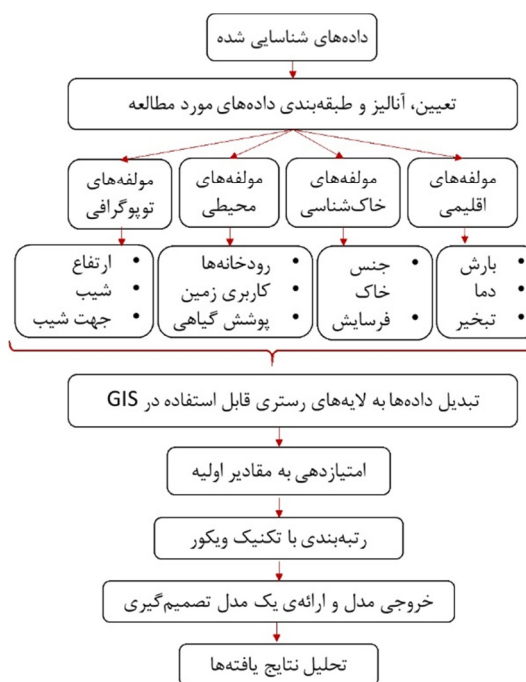 داده‌های شناسایی شده
تعیین، آنالیز و طبقه‌بندی داده‌های مورد مطالعه
مولفه‌های
اقلیمی
مولفه‌های
خاک‌شناسی
مولفه‌های
محیطی
مولفه‌های
توپوگرافی
• بارش
• دما
• تبخیر
• جنس
خاک
• فرسایش
• رودخانه‌ها
• کاربری زمین
• پوشش گیاهی
• ارتفاع
• شیب
• جهت شیب
تبدیل داده‌ها به لایه‌های رستری قابل استفاده در GIS
امتیازدهی به مقادیر اولیه
رتبه‌بندی با تکنیک ویکور
خروجی مدل و ارائه‌ی یک مدل تصمیم‌گیری
تحلیل نتایج یافته‌ها